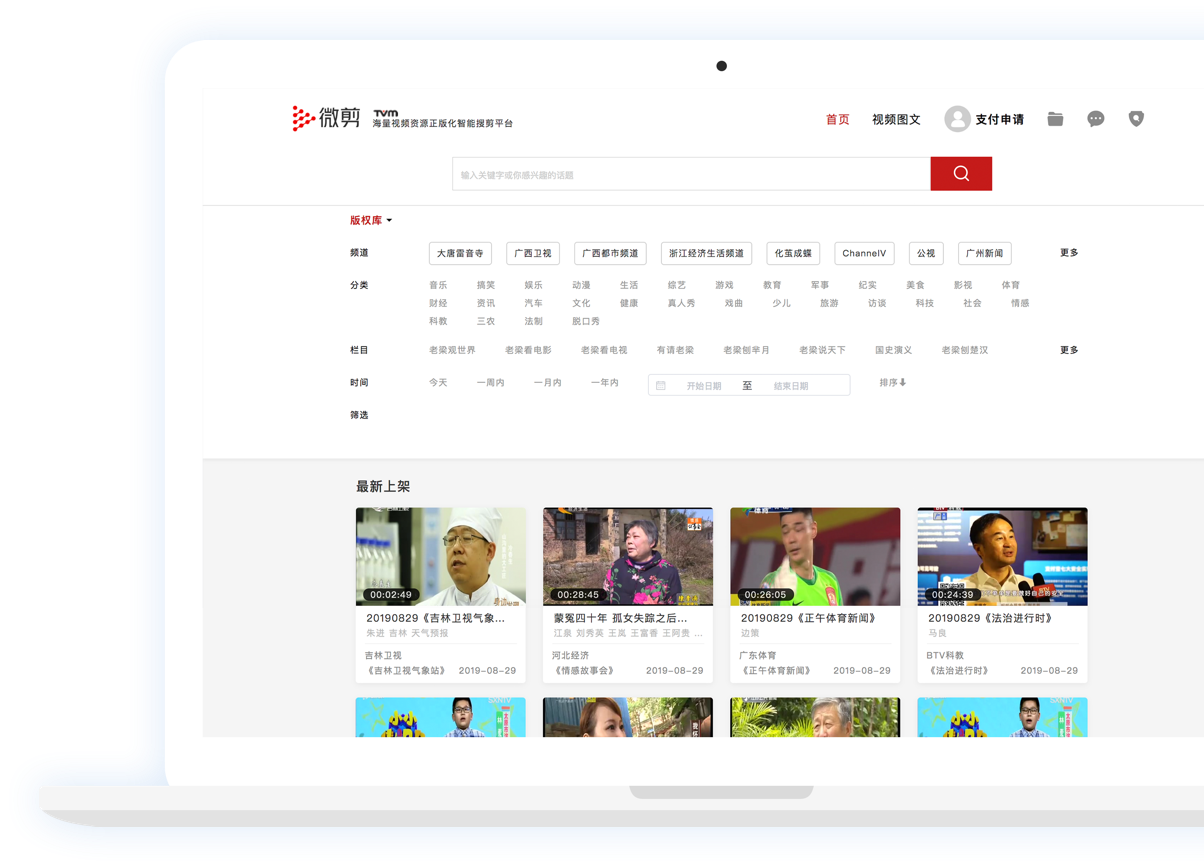 微剪
TVM
海量视频资源正版化智能搜剪平台
首页 视频图文 支付申请
输入关键字或你感兴趣的话题
版权库
频道 大唐雷音寺 广西卫视 广西都市频道 浙江经济生活频道 化茧成蝶 ChannelV 公视 广州新闻 更多
分类 音乐 搞笑 娱乐 动漫 生活 综艺 游戏 教育 军事 纪实 美食 影视 体育
财经 资讯 汽车 文化 健康 真人秀 戏曲 少儿 旅游 访谈 科技 社会 情感
科教 三农 法制 脱口秀
栏目 老梁观世界 老梁看电影 老梁看电视 有请老梁 老梁刨芈月 老梁说天下 国史演义 老梁刨楚汉 更多
时间 今天 一周内 一月内 一年内 开始日期 至 结束日期 排序
筛选
最新上架
00:02:49 00:28:45 00:26:05 00:24:39
20190829《吉林卫视气象... 蒙冤四十年 孤女失踪之后... 20190829《正午体育新闻》 20190829《法治进行时》
朱进 吉林 天气预报 江泉 刘秀英 王岚 王富香 王阿贵 ... 边策 马良
吉林卫视 河北经济 广东体育 BTV科教
《吉林卫视气象站》 2019-08-29 《情感故事会》 2019-08-29 《正午体育新闻》 2019-08-29 《法治进行时》 2019-08-29